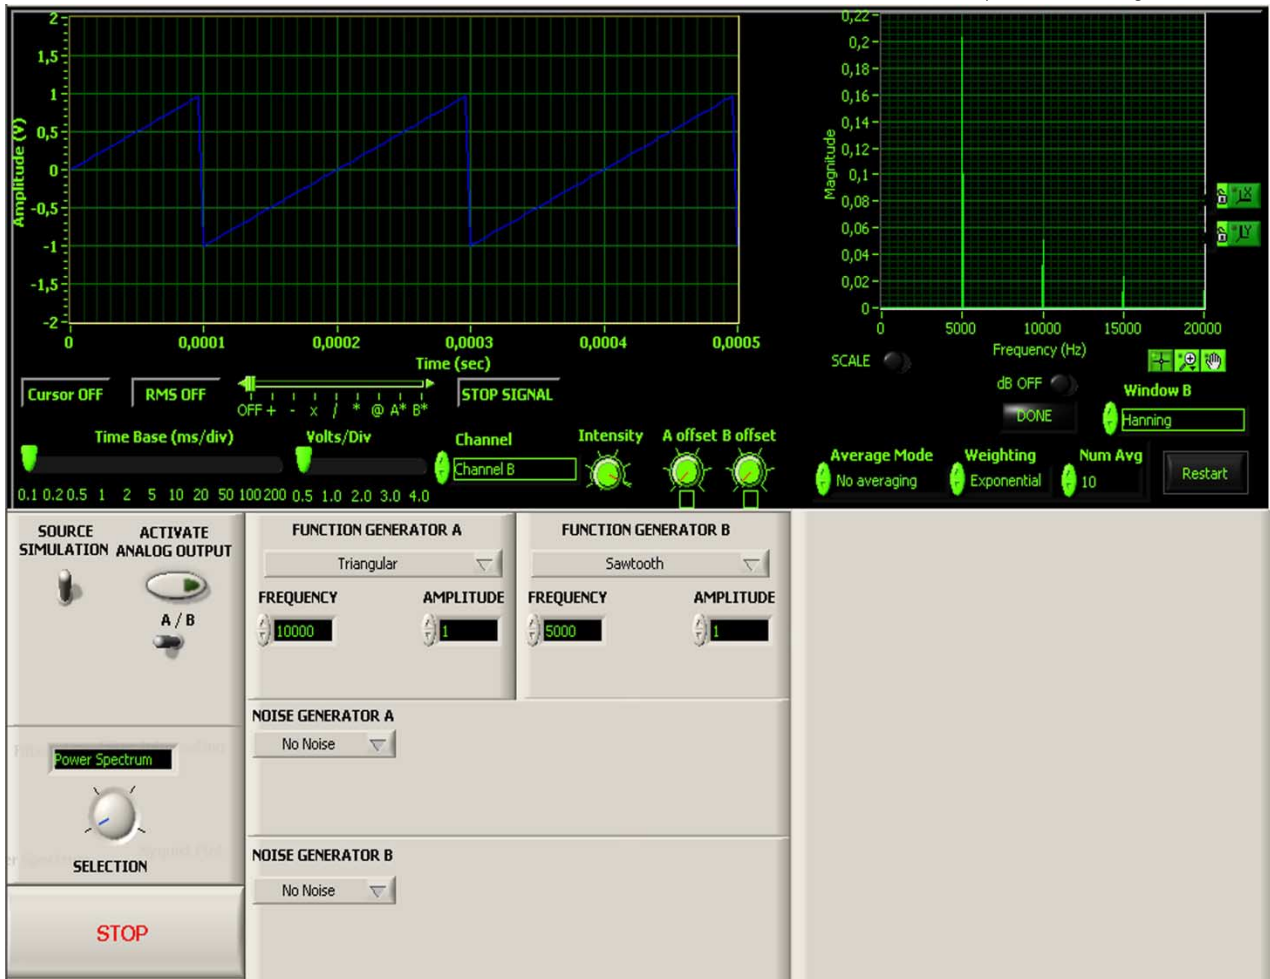 2
1,5
1
0,5
0
-0,5
-1
-1,5
-2
Amplitude (V)
0 0,0001 0,0002 0,0003 0,0004 0,0005
Time (sec)
0,22
0,2
0,18
0,16
0,14
0,12
0,1
0,08
0,06
0,04
0,02
0
Magnitude
0 5000 10000 15000 20000
Frequency (Hz)
X
Y
SCALE
dB OFF
DONE
Window B
Hanning
Cursor OFF
RMS OFF
OFF + - x / * @ A* B*
STOP SIGNAL
Time Base (ms/div)
0.1 0.2 0.5 1 2 5 10 20 50 100 200
Volts/Div
0.5 1.0 2.0 3.0 4.0
Channel
Channel B
Intensity
A offset B offset
Average Mode
No averaging
Weighting
Exponential
Num Avg
10
Restart
SOURCE
SIMULATION
ACTIVATE
ANALOG OUTPUT
A / B
FUNCTION GENERATOR A
Triangular
FREQUENCY AMPLITUDE
10000 1
FUNCTION GENERATOR B
Sawtooth
FREQUENCY AMPLITUDE
5000 1
NOISE GENERATOR A
No Noise
Power Spectrum
SELECTION
NOISE GENERATOR B
No Noise
STOP